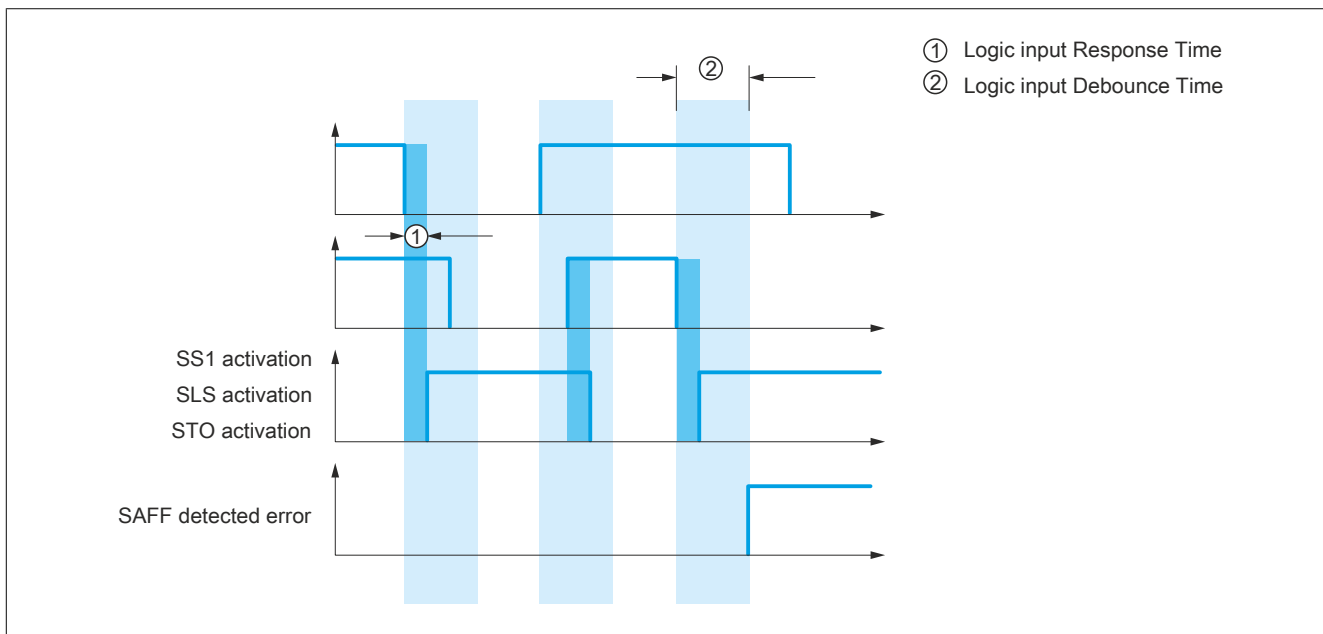 ① Logic input Response Time
② Logic input Debounce Time
②
①
SS1 activation
SLS activation
STO activation
SAFF detected error